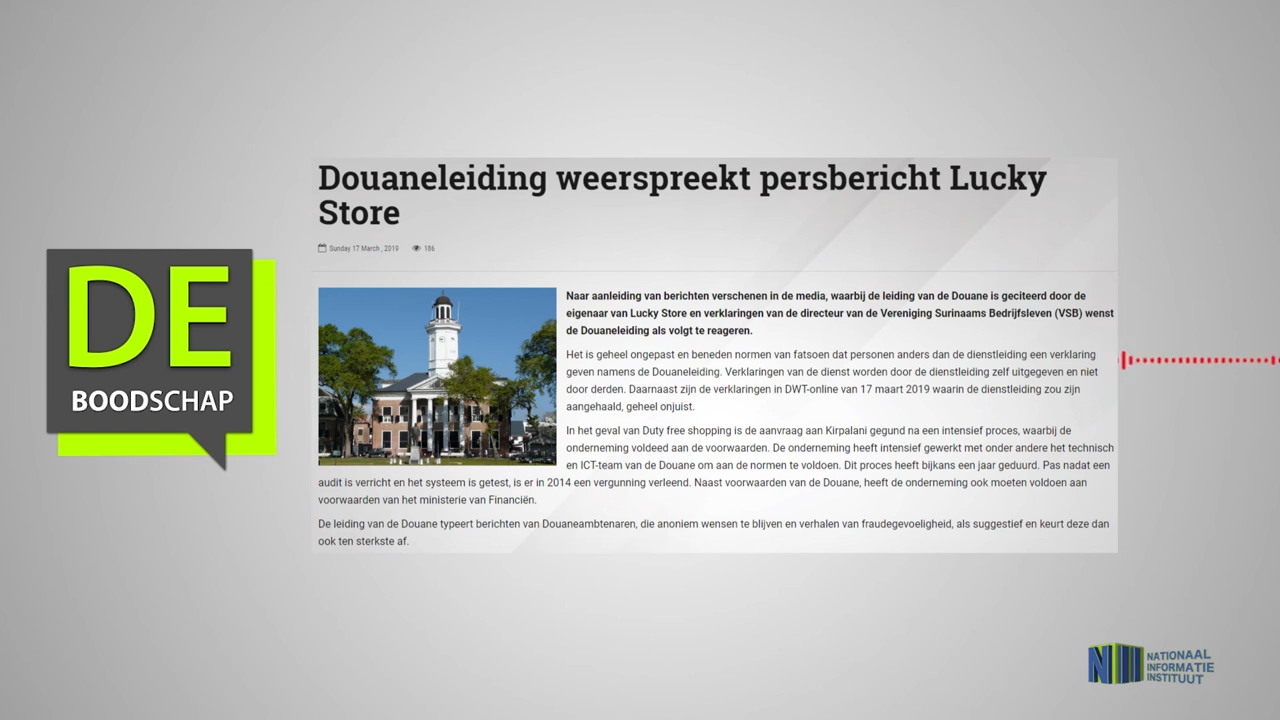 Douaneleiding weerspreekt persbericht Lucky
Store
Sunday 17 March , 2019 186
DE
BOODSCHAP
Naar aanleiding van berichten verschenen in de media, waarbij de leiding van de Douane is geciteerd door de
eigenaar van Lucky Store en verklaringen van de directeur van de Vereniging Surinaams Bedrijfsleven (VSB) wenst
de Douaneleiding als volgt te reageren.
Het is geheel ongepast en beneden normen van fatsoen dat personen anders dan de dienstleiding een verklaring
geven namens de Douaneleiding. Verklaringen van de dienst worden door de dienstleiding zelf uitgegeven en niet
door derden. Daarnaast zijn de verklaringen in DWT-online van 17 maart 2019 waarin de dienstleiding zou zijn
aangehaald, geheel onjuist.
In het geval van Duty free shopping is de aanvraag aan Kirpalani gegund na een intensief proces, waarbij de
onderneming voldeed aan de voorwaarden. De onderneming heeft intensief gewerkt met onder andere het technisch
en ICT-team van de Douane om aan de normen te voldoen. Dit proces heeft bijkans een jaar geduurd. Pas nadat een
audit is verricht en het systeem is getest, is er in 2014 een vergunning verleend. Naast voorwaarden van de Douane, heeft de onderneming ook moeten voldoen aan
voorwaarden van het ministerie van Financiën.
De leiding van de Douane typeert berichten van Douaneambtenaren, die anoniem wensen te blijven en verhalen van fraudegevoeligheid, als suggestief en keurt deze dan
ook ten sterkste af.
NII NATIONAAL
INFORMATIE
INSTITUUT